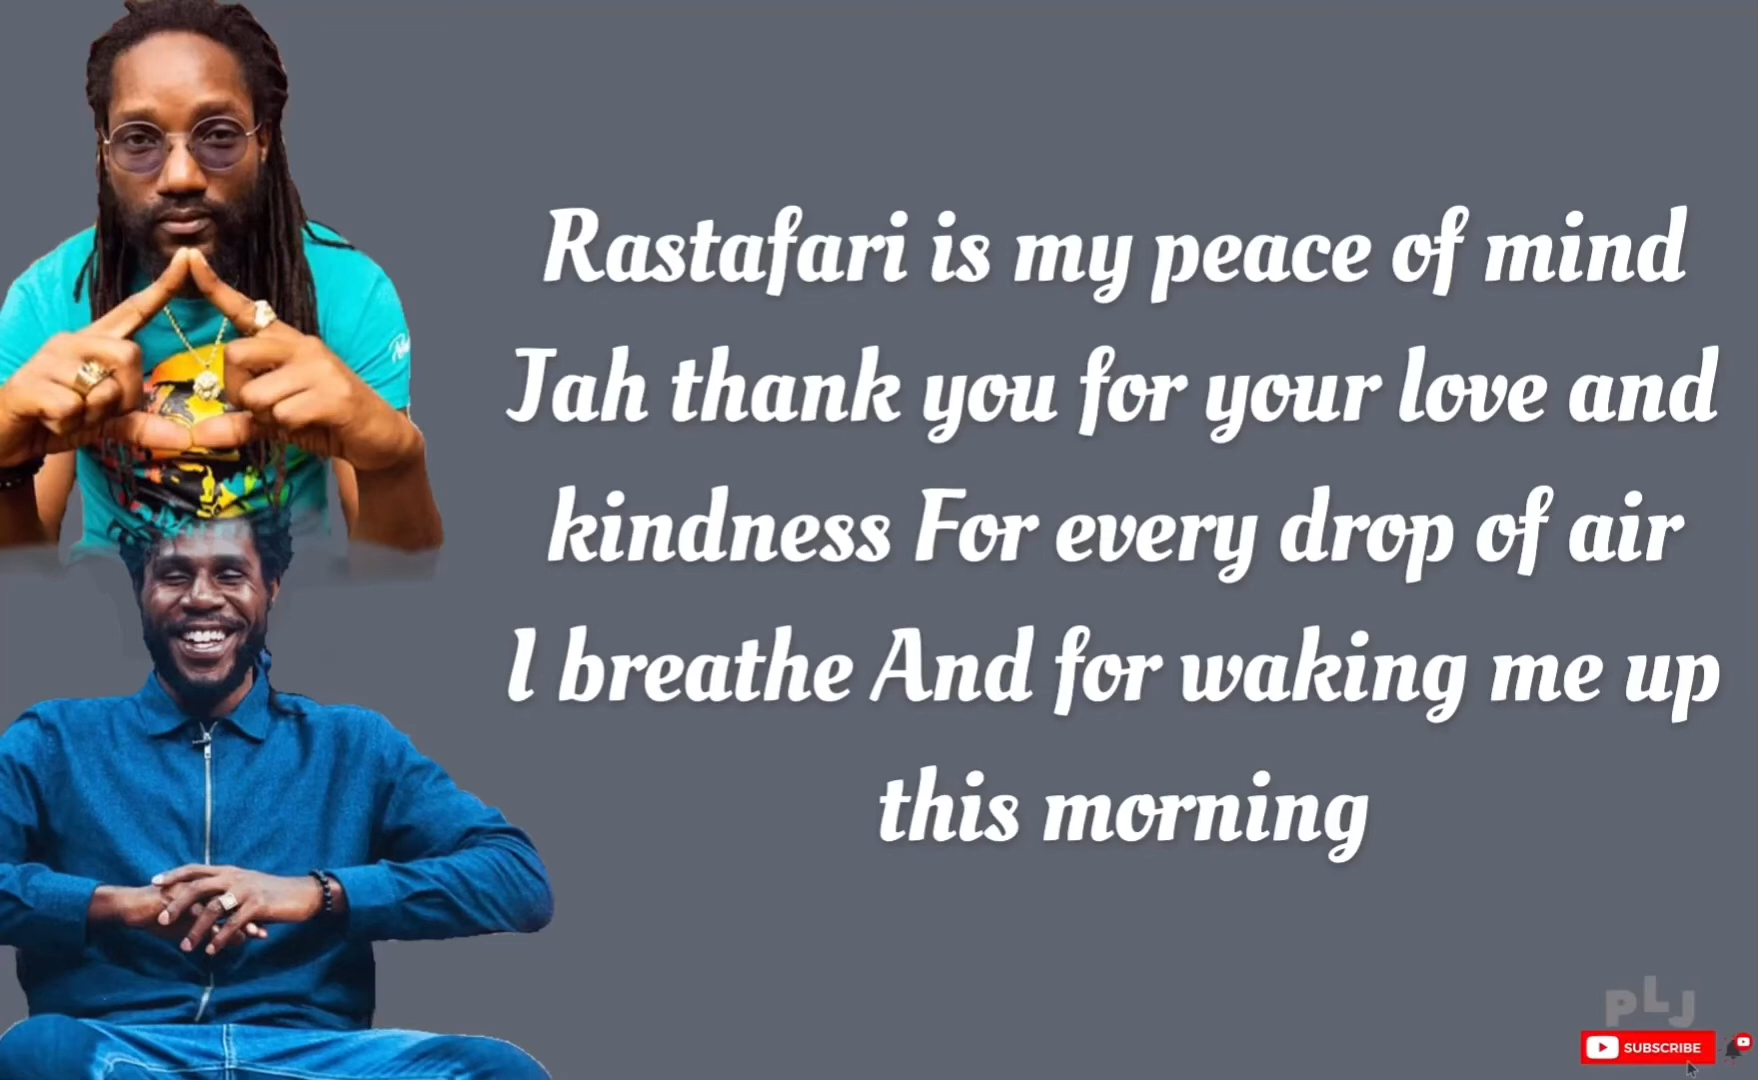 Rastafari is my peace of mind
Jah thank you for your love and
kindness For every drop of air
I breathe And for waking me up
this morning
PLJ
SUBSCRIBE